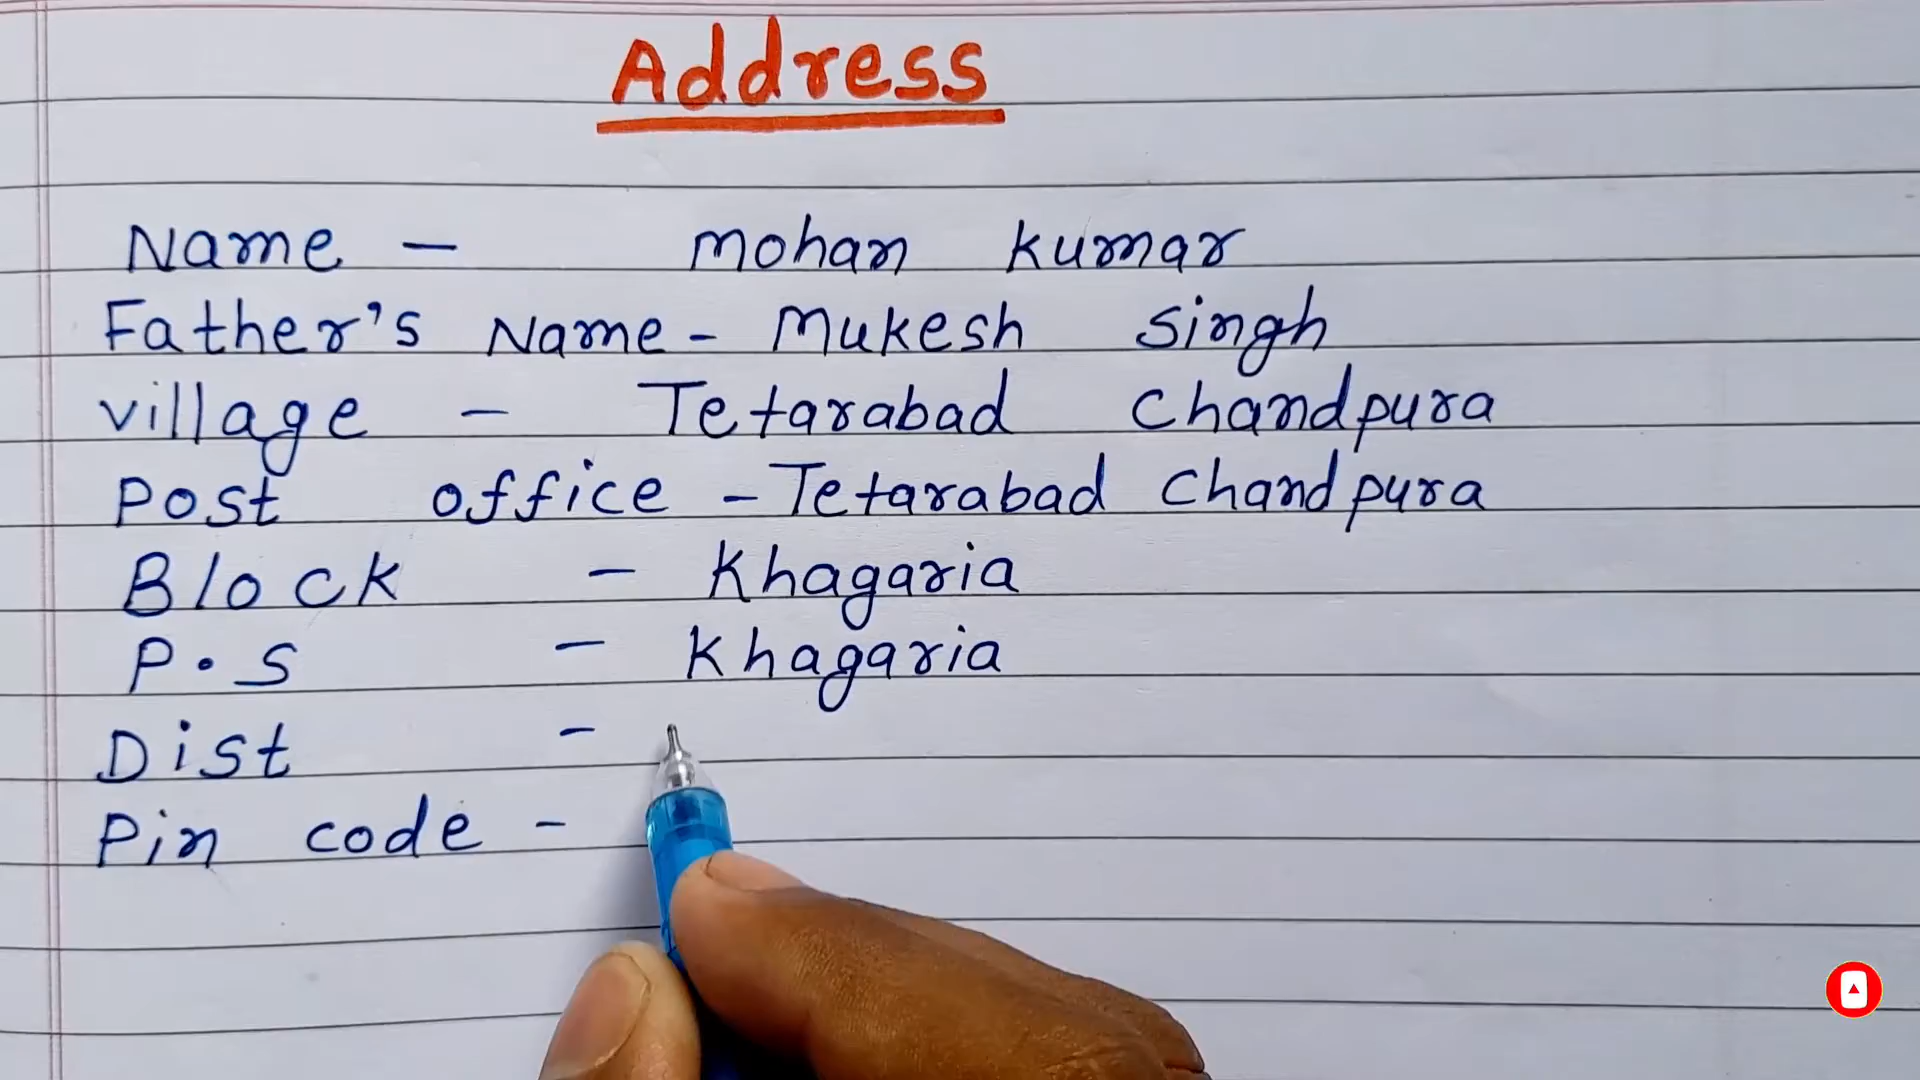 Address
Name - Mohan Kumar
Father's Name - Mukesh Singh
Village - Tetarabad Chandpura
Post office - Tetarabad Chandpura
Block - Khagaria
P.S - Khagaria
Dist -
Pin code -